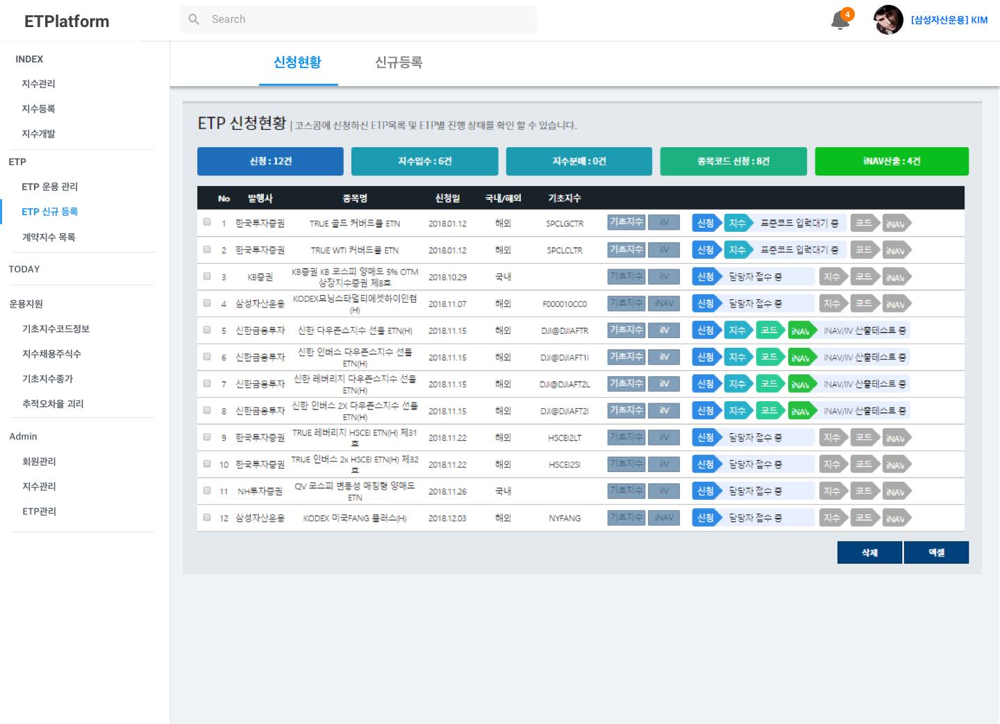 ETPlatform
Search
4
[삼성자산운용] KIM
INDEX
지수관리
지수등록
지수개발
ETP
ETP 운용 관리
ETP 신규 등록
계약지수 목록
TODAY
운용지원
기초지수코드정보
지수채용주식수
기초지수종가
추적오차율 괴리
Admin
회원관리
지수관리
ETP관리
신청현황 신규등록
ETP 신청현황 | 코스콤에 신청하신 ETP목록 및 ETP별 진행 상태를 확인 할 수 있습니다.
신청 : 12건 지수입수 : 6건 지수분배 : 0건 종목코드 신청 : 8건 iNAV산출 : 4건
No 발행사 종목명 신청일 국내/해외 기초지수
1 한국투자증권 TRUE 골드 커버드콜 ETN 2018.01.12 해외 SPCLGCTR 기초지수 iIV 신청 지수 표준코드 입력대기 중 코드 iNAV
2 한국투자증권 TRUE WTI 커버드콜 ETN 2018.01.12 해외 SPCLCLTR 기초지수 iIV 신청 지수 표준코드 입력대기 중 코드 iNAV
3 KB증권 KB증권 KB 코스피 양매도 5% OTM 상장지수증권 제8호 2018.10.29 국내 기초지수 iIV 신청 담당자 접수 중 지수 코드 iNAV
4 삼성자산운용 KODEX모닝스타멀티에셋하이인컴(H) 2018.11.07 해외 F000010CC0 기초지수 iNAV 신청 담당자 접수 중 지수 코드 iNAV
5 신한금융투자 신한 다우존스지수 선물 ETN(H) 2018.11.15 해외 DJI@DJIAFTR 기초지수 iIV 신청 지수 코드 iNAV iNAV/iIV 산출테스트 중
6 신한금융투자 신한 인버스 다우존스지수 선물 ETN(H) 2018.11.15 해외 DJI@DJIAFT1I 기초지수 iIV 신청 지수 코드 iNAV iNAV/iIV 산출테스트 중
7 신한금융투자 신한 레버리지 다우존스지수 선물 ETN(H) 2018.11.15 해외 DJI@DJIAFT2L 기초지수 iIV 신청 지수 코드 iNAV iNAV/iIV 산출테스트 중
8 신한금융투자 신한 인버스 2X 다우존스지수 선물 ETN(H) 2018.11.15 해외 DJI@DJIAFT2I 기초지수 iIV 신청 지수 코드 iNAV iNAV/iIV 산출테스트 중
9 한국투자증권 TRUE 레버리지 HSCEI ETN(H) 제31호 2018.11.22 해외 HSCEI2LT 기초지수 iIV 신청 담당자 접수 중 지수 코드 iNAV
10 한국투자증권 TRUE 인버스 2x HSCEI ETN(H) 제32호 2018.11.22 해외 HSCEI2SI 기초지수 iIV 신청 담당자 접수 중 지수 코드 iNAV
11 NH투자증권 QV 코스피 변동성 매칭형 양매도 ETN 2018.11.26 국내 기초지수 iIV 신청 담당자 접수 중 지수 코드 iNAV
12 삼성자산운용 KODEX 미국FANG 플러스(H) 2018.12.03 해외 NYFANG 기초지수 iNAV 신청 담당자 접수 중 지수 코드 iNAV
삭제 엑셀